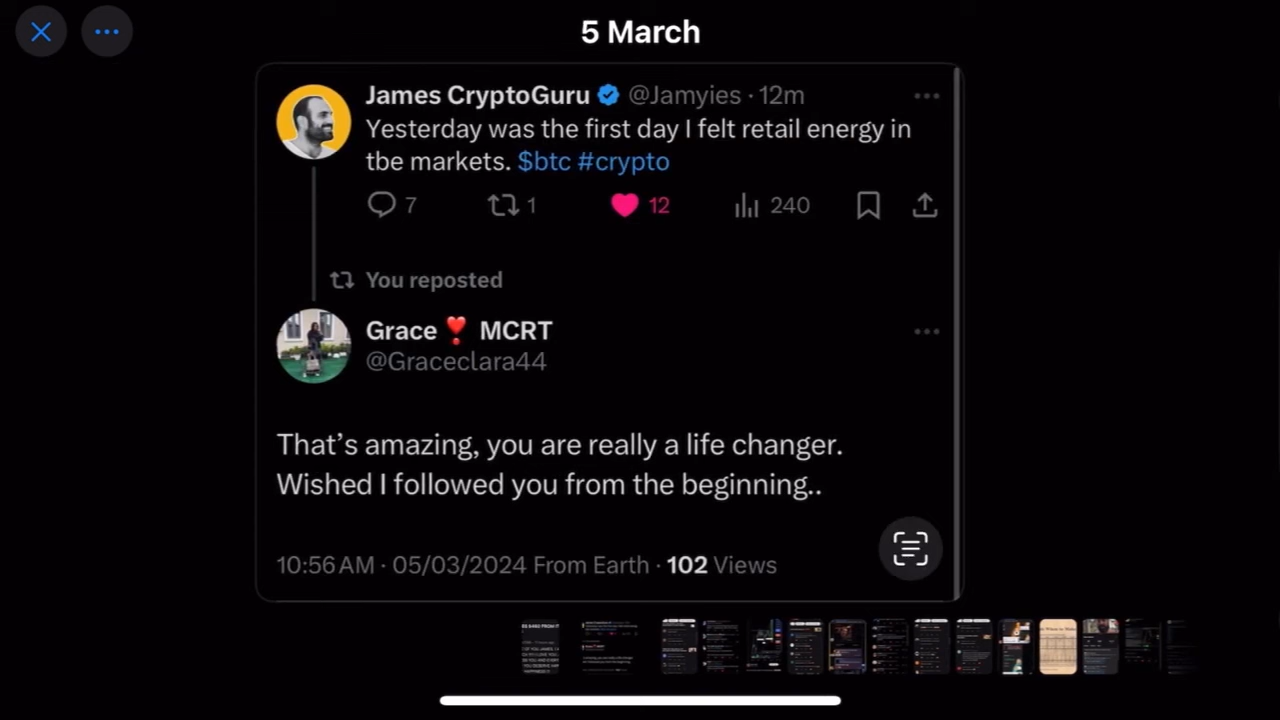 5 March
James CryptoGuru @Jamyies · 12m
Yesterday was the first day I felt retail energy in
tbe markets. $btc #crypto
7 1 12 240
You reposted
Grace ❣️ MCRT
@Graceclara44
That’s amazing, you are really a life changer.
Wished I followed you from the beginning..
10:56 AM · 05/03/2024 From Earth · 102 Views